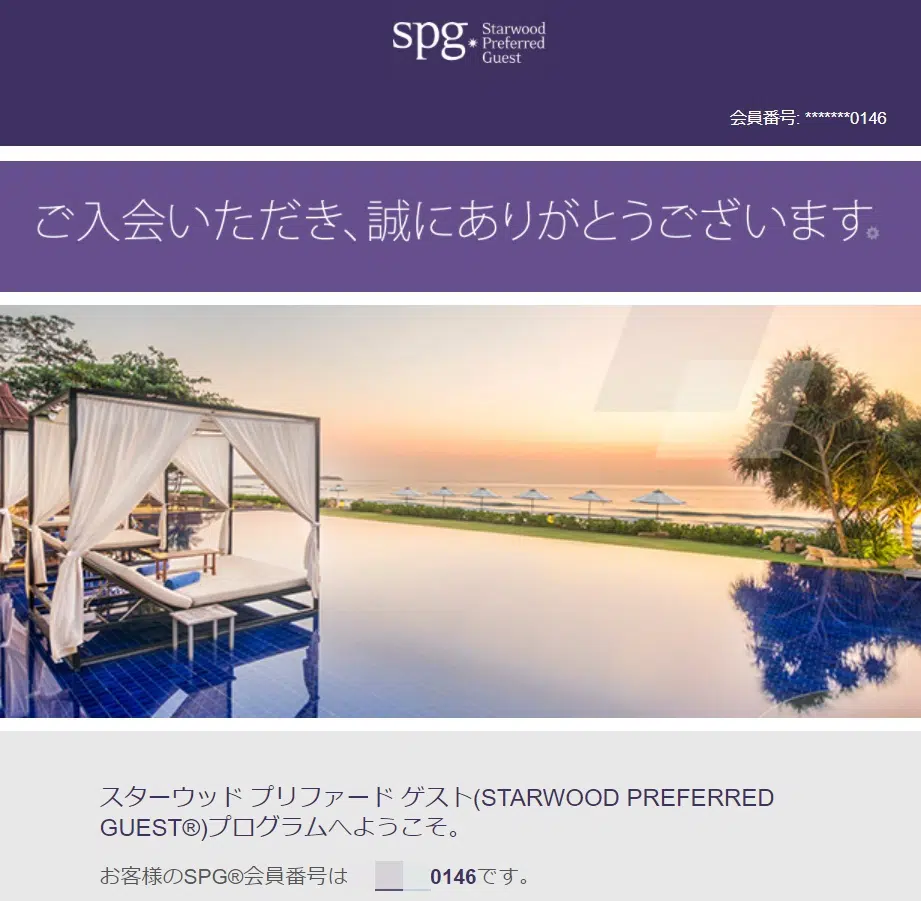 spg. Starwood
Preferred
Guest
会員番号: *******0146
ご入会いただき、誠にありがとうございます。
スターウッド プリファード ゲスト(STARWOOD PREFERRED
GUEST®)プログラムへようこそ。
お客様のSPG®会員番号は 0146です。